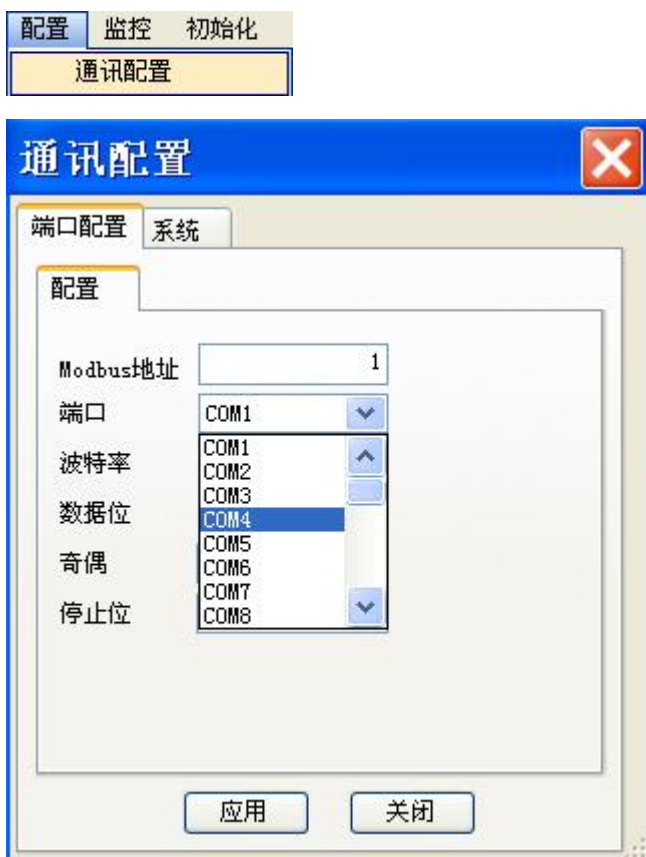 配置 监控 初始化
通讯配置
通讯配置
端口配置 系统
配置
Modbus地址 1
端口 COM1
COM1
波特率
COM2
COM3
数据位
COM4
COM5
奇偶
COM6
COM7
停止位
COM8
应用 关闭